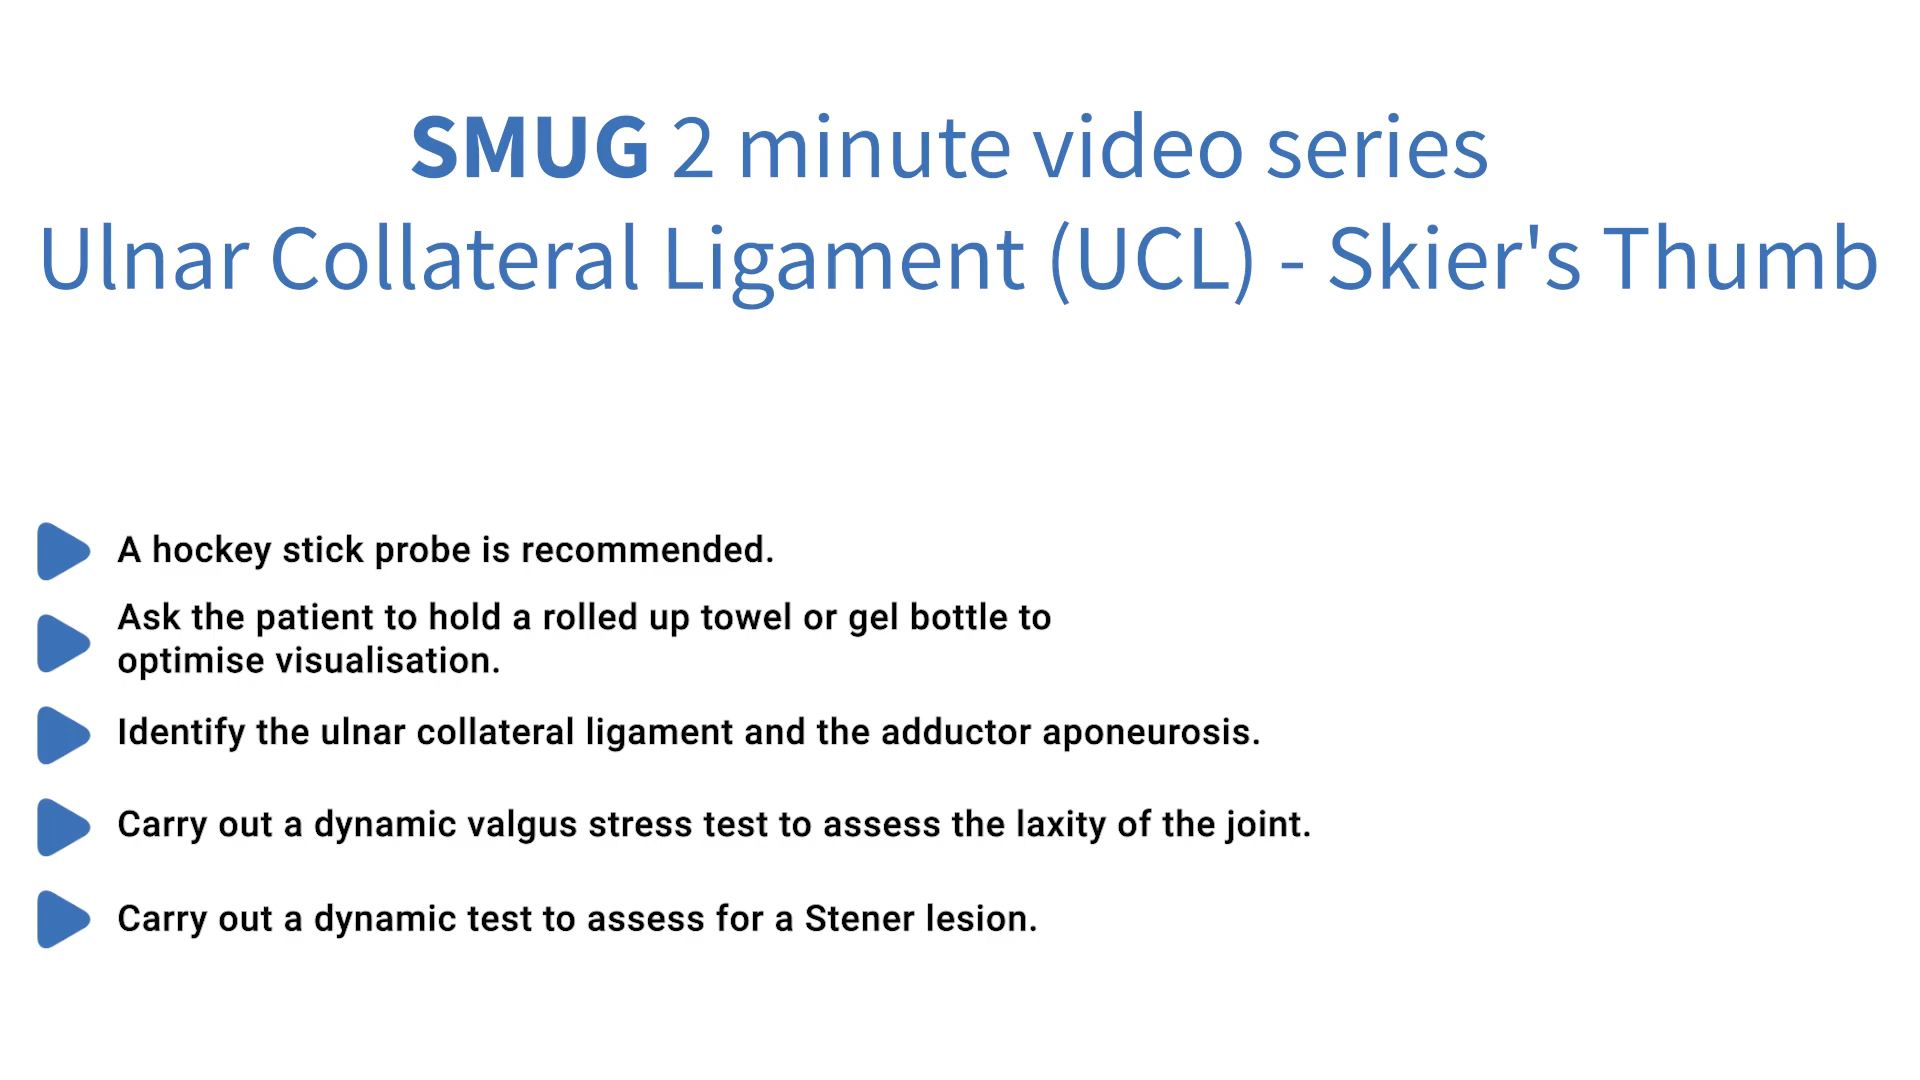 SMUG 2 minute video series
Ulnar Collateral Ligament (UCL) - Skier's Thumb
A hockey stick probe is recommended.
Ask the patient to hold a rolled up towel or gel bottle to
optimise visualisation.
Identify the ulnar collateral ligament and the adductor aponeurosis.
Carry out a dynamic valgus stress test to assess the laxity of the joint.
Carry out a dynamic test to assess for a Stener lesion.